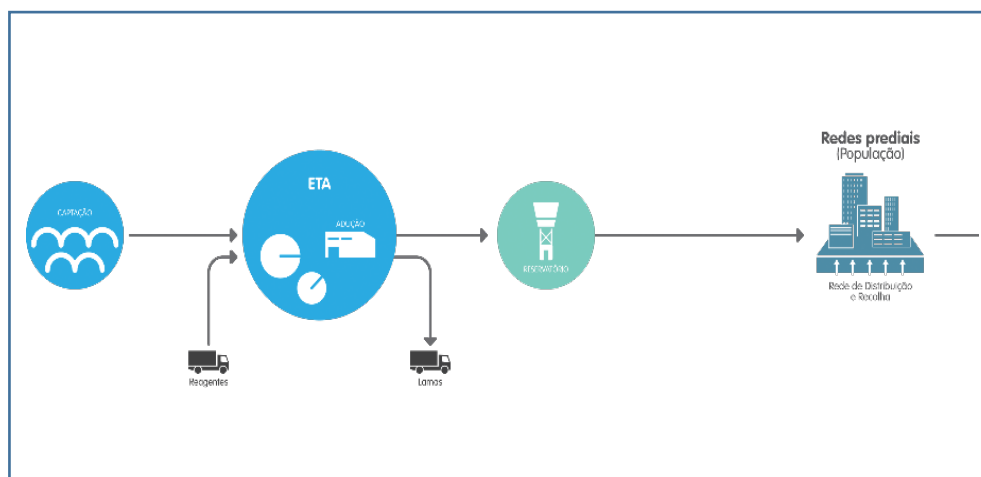 Redes prediais
(População)
ETA
CAPTAÇÃO
ADUÇÃO
RESERVATÓRIO
Rede de Distribuição
e Recolha
Reagentes
Lamas